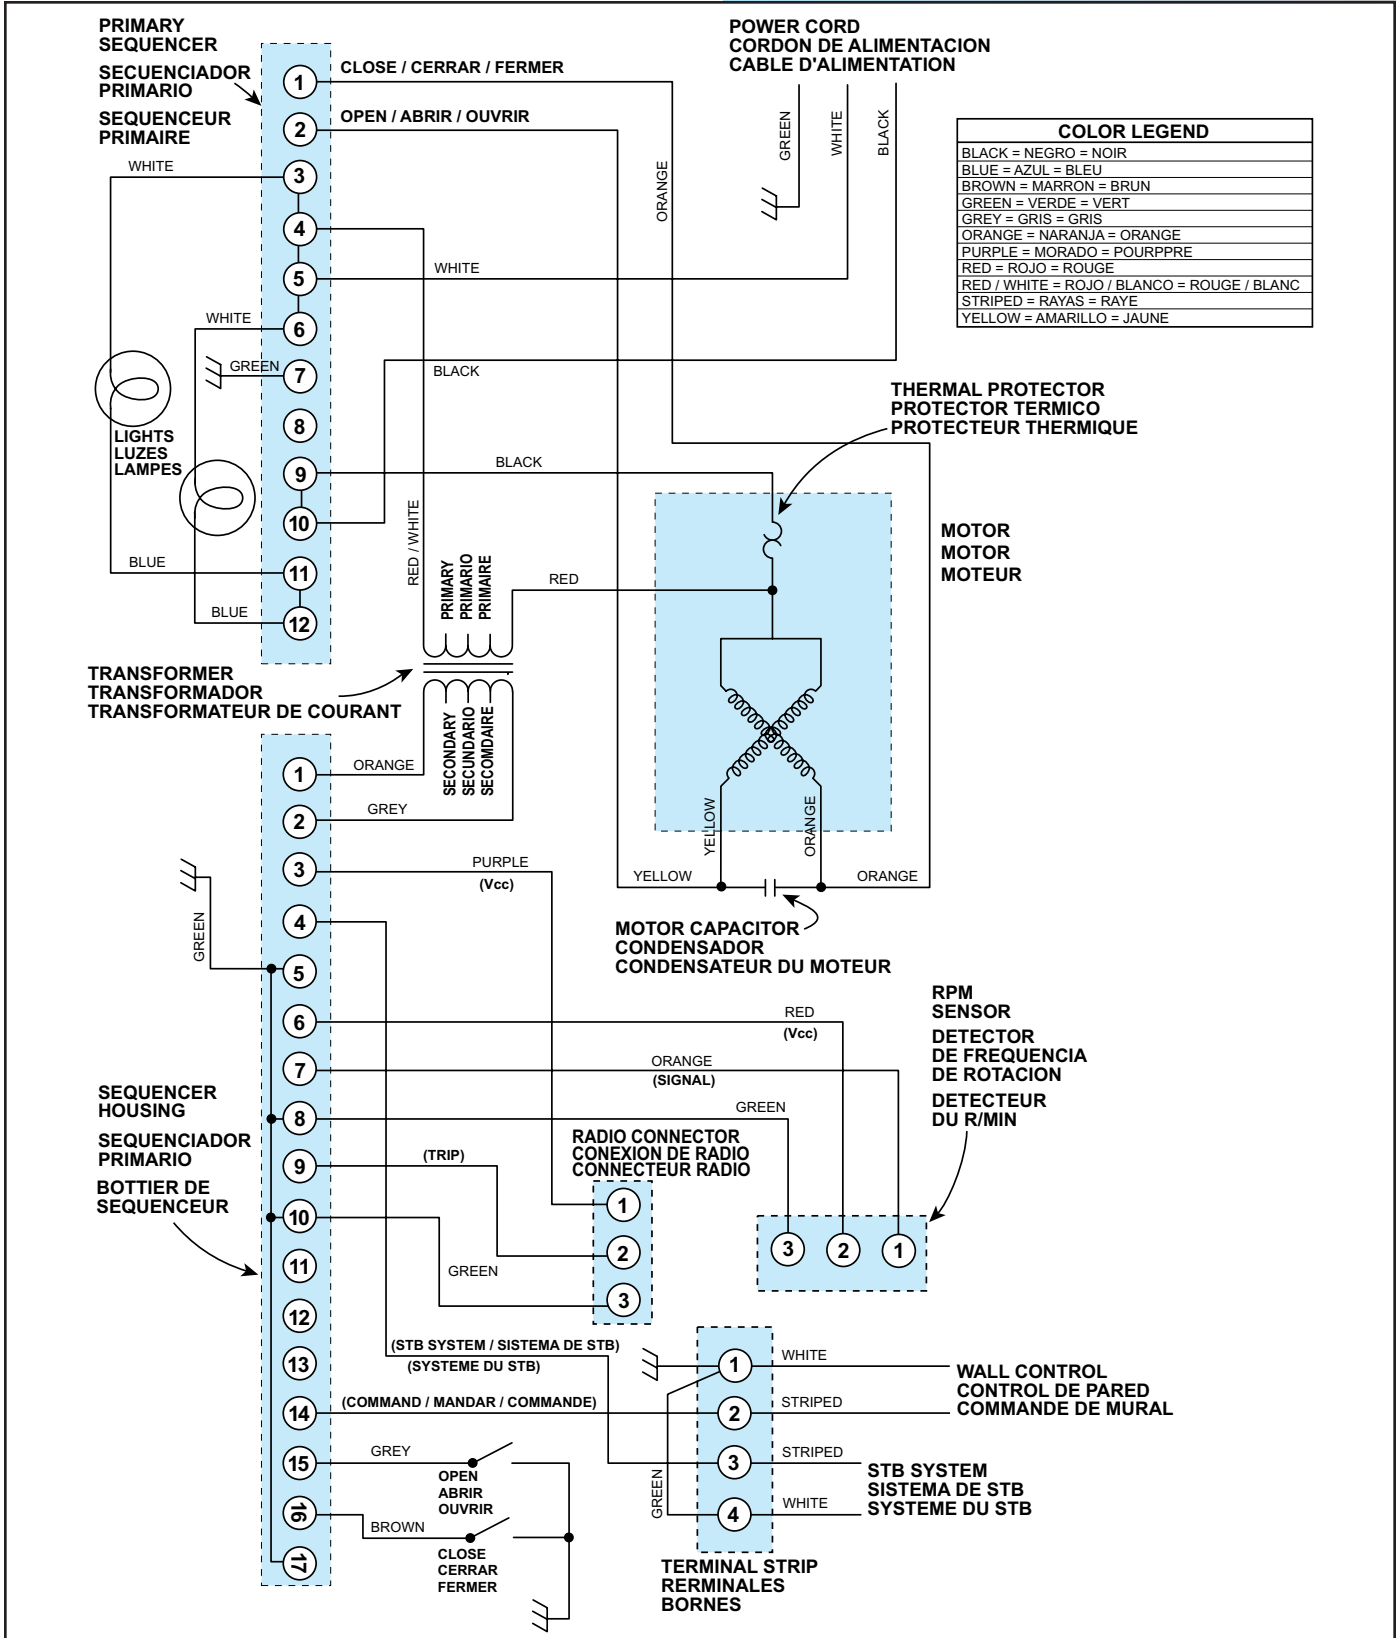 PRIMARY
SEQUENCER
SECUENCIADOR
PRIMARIO
SEQUENCEUR
PRIMAIRE
1
CLOSE / CERRAR / FERMER
2
OPEN / ABRIR / OUVRIR
WHITE
3
4
5
WHITE
WHITE
6
GREEN
7
8
9
BLACK
10
BLACK
BLUE
11
BLUE
12
LIGHTS
LUZES
LAMPES
POWER CORD
CORDON DE ALIMENTACION
CABLE D'ALIMENTATION
GREEN
WHITE
BLACK
ORANGE
COLOR LEGEND
BLACK = NEGRO = NOIR
BLUE = AZUL = BLEU
BROWN = MARRON = BRUN
GREEN = VERDE = VERT
GREY = GRIS = GRIS
ORANGE = NARANJA = ORANGE
PURPLE = MORADO = POURPPRE
RED = ROJO = ROUGE
RED / WHITE = ROJO / BLANCO = ROUGE / BLANC
STRIPED = RAYAS = RAYE
YELLOW = AMARILLO = JAUNE
THERMAL PROTECTOR
PROTECTOR TERMICO
PROTECTEUR THERMIQUE
MOTOR
MOTOR
MOTEUR
RED / WHITE
PRIMARY
PRIMARIO
PRIMAIRE
RED
TRANSFORMER
TRANSFORMADOR
TRANSFORMATEUR DE COURANT
SECONDARY
SECUNDARIO
SECOMDAIRE
YELLOW
ORANGE
YELLOW
ORANGE
MOTOR CAPACITOR
CONDENSADOR
CONDENSATEUR DU MOTEUR
1
ORANGE
2
GREY
3
PURPLE
(Vcc)
4
GREEN
5
6
RED
(Vcc)
7
ORANGE
(SIGNAL)
8
GREEN
9
(TRIP)
10
GREEN
11
12
13
14
15
16
17
SEQUENCER
HOUSING
SEQUENCIADOR
PRIMARIO
BOTTIER DE
SEQUENCEUR
RPM
SENSOR
DETECTOR
DE FREQUENCIA
DE ROTACION
DETECTEUR
DU R/MIN
3
2
1
RADIO CONNECTOR
CONEXION DE RADIO
CONNECTEUR RADIO
1
2
3
(STB SYSTEM / SISTEMA DE STB)
(SYSTEME DU STB)
(COMMAND / MANDAR / COMMANDE)
GREY
OPEN
ABRIR
OUVRIR
BROWN
CLOSE
CERRAR
FERMER
1
WHITE
2
STRIPED
3
STRIPED
4
WHITE
GREEN
WALL CONTROL
CONTROL DE PARED
COMMANDE DE MURAL
STB SYSTEM
SISTEMA DE STB
SYSTEME DU STB
TERMINAL STRIP
RERMINALES
BORNES